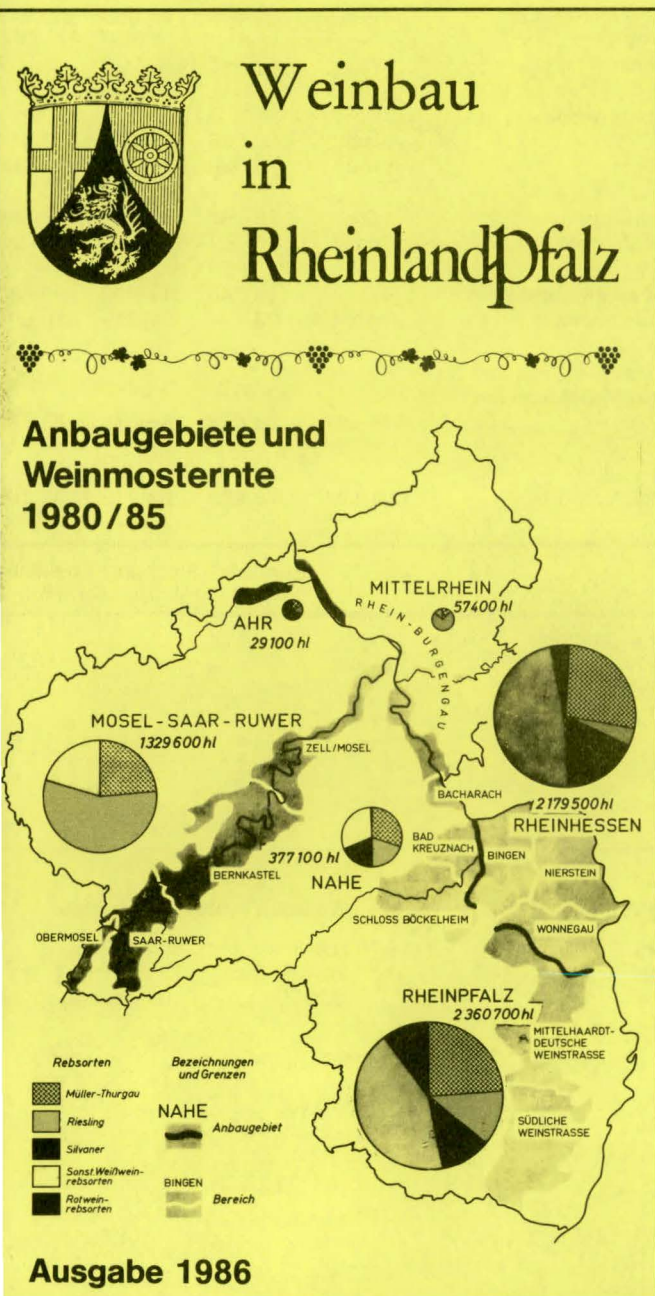 Weinbau
in
RheinlandPfalz
Anbaugebiete und
Weinmosternte
1980/85
MITTELRHEIN
57400 hl
RHEIN-BURGENGAU
AHR
29100 hl
MOSEL-SAAR-RUWER
1329600 hl
ZELL/MOSEL
BACHARACH
2179500 hl
RHEINHESSEN
377100 hl
NAHE
BAD
KREUZNACH
BINGEN
NIERSTEIN
BERNKASTEL
SCHLOSS BÖCKELHEIM
WONNEGAU
OBERMOSEL
SAAR-RUWER
RHEINPFALZ
2360700 hl
MITTELHAARDT-
DEUTSCHE
WEINSTRASSE
SÜDLICHE
WEINSTRASSE
Rebsorten
Müller-Thurgau
Riesling
Silvaner
Sonst. Weißwein-
rebsorten
Rotwein-
rebsorten
Bezeichnungen
und Grenzen
NAHE
Anbaugebiet
BINGEN
Bereich
Ausgabe 1986